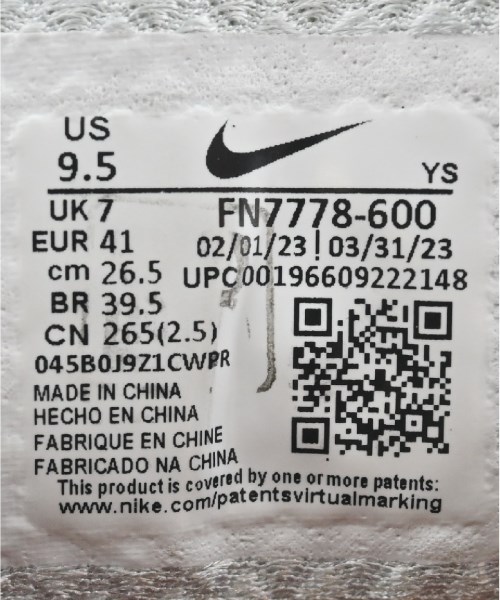 US
9.5
YS
UK 7
FN7778-600
EUR 41
02/01/23 | 03/31/23
cm 26.5
UPC00196609222148
BR 39.5
CN 265(2.5)
045B0J9Z1CWPR
MADE IN CHINA
HECHO EN CHINA
FABRIQUE EN CHINE
FABRICADO NA CHINA
This product is covered by one or more patents:
www.nike.com/patentsvirtualmarking